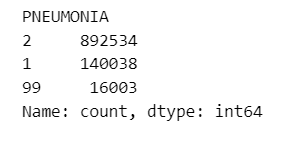 PNEUMONIA
2     892534
1     140038
99     16003
Name: count, dtype: int64